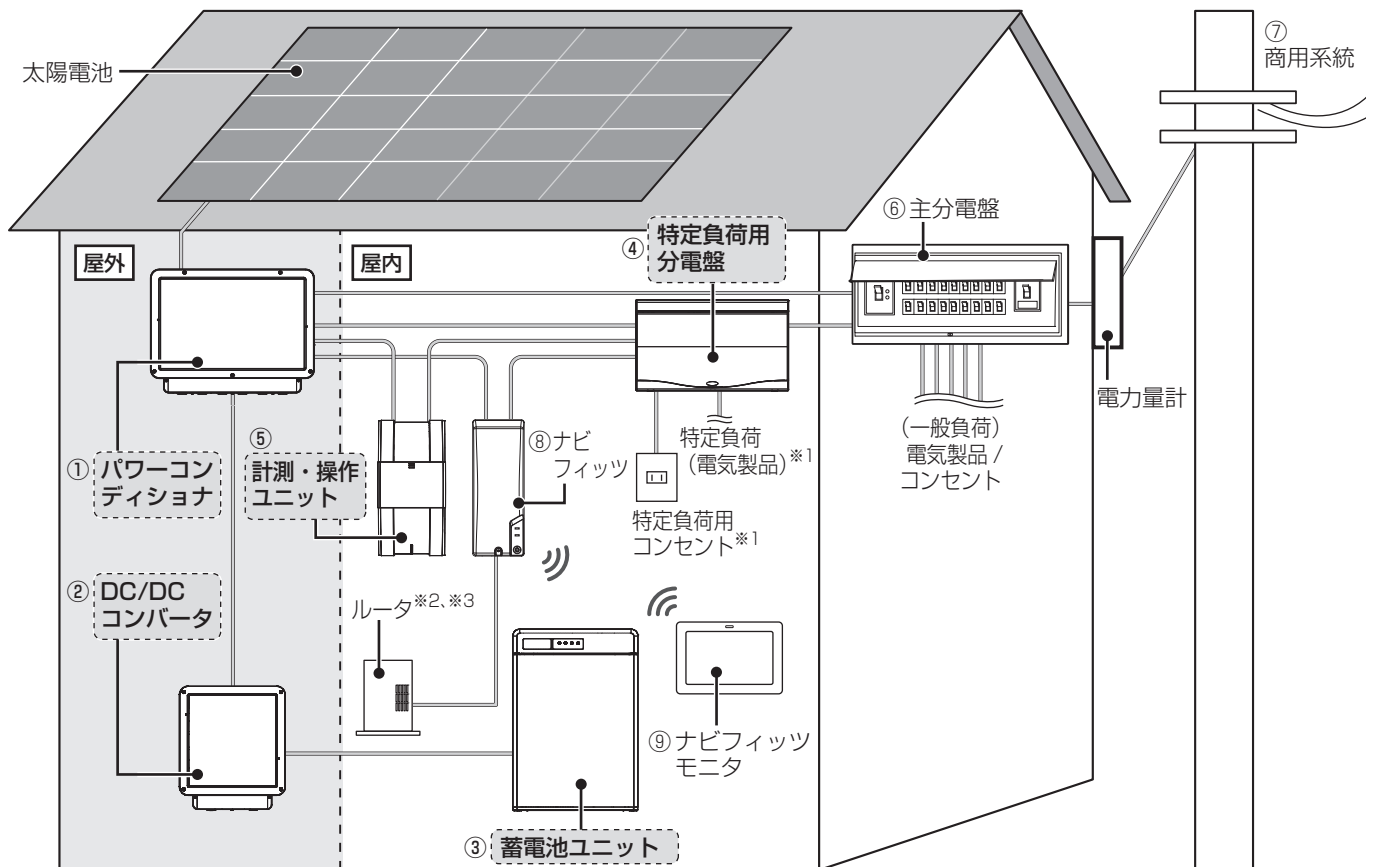 太陽電池
⑦
商用系統
⑥主分電盤
屋外
屋内
④ 特定負荷用
分電盤
電力量計
① パワーコン
ディショナ
⑤
計測・操作
ユニット
⑧ナビ
フィッツ
特定負荷
(電気製品)※1
特定負荷用
コンセント※1
(一般負荷)
電気製品 /
コンセント
② DC/DC
コンバータ
ルータ※2、※3
⑨ナビフィッツ
モニタ
③ 蓄電池ユニット